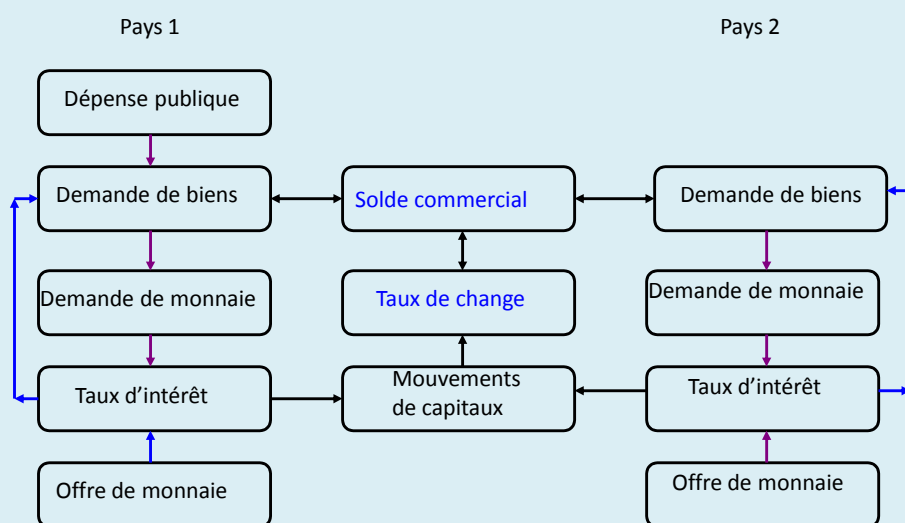 Pays 1
Pays 2
Dépense publique
Demande de biens
Solde commercial
Demande de biens
Demande de monnaie
Taux de change
Demande de monnaie
Taux d’intérêt
Mouvements
de capitaux
Taux d’intérêt
Offre de monnaie
Offre de monnaie